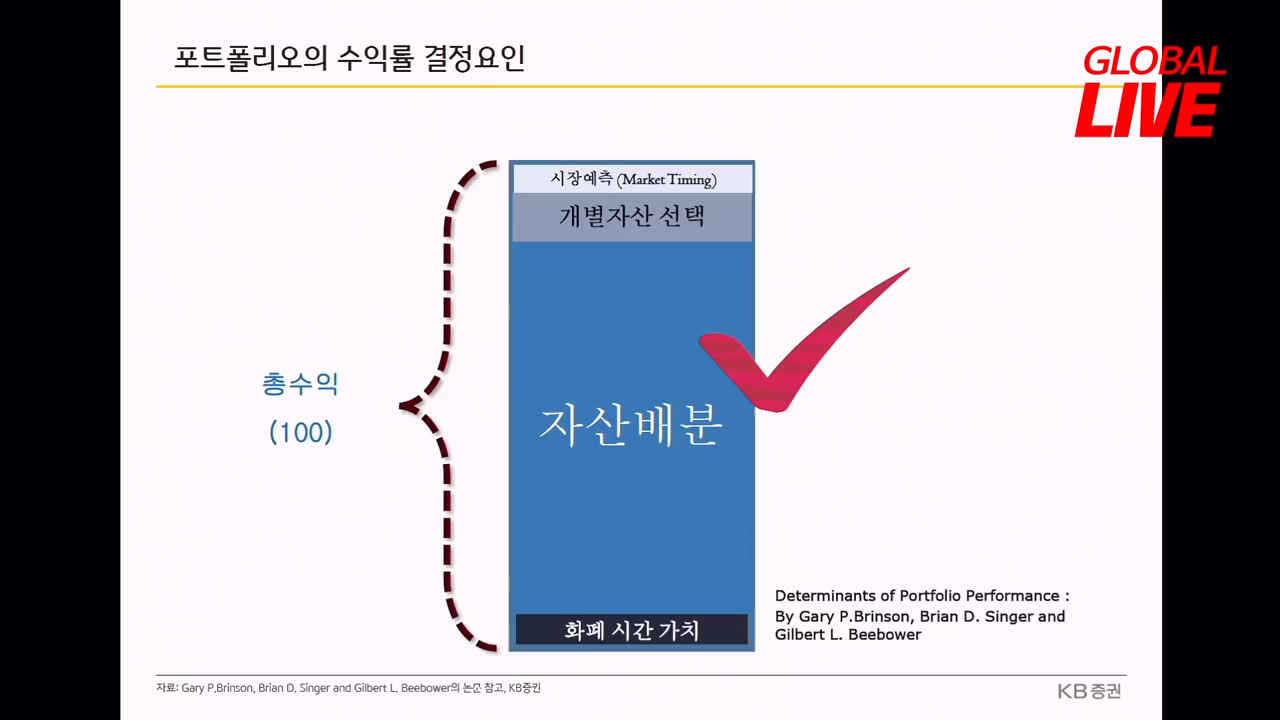 포트폴리오의 수익률 결정요인
GLOBAL
LIVE
시장예측 (Market Timing)
개별자산 선택
총수익
(100)
자산배분
Determinants of Portfolio Performance :
By Gary P.Brinson, Brian D. Singer and
Gilbert L. Beebower
화폐 시간 가치
자료: Gary P.Brinson, Brian D. Singer and Gilbert L. Beebower의 논문 참고, KB증권
KB증권